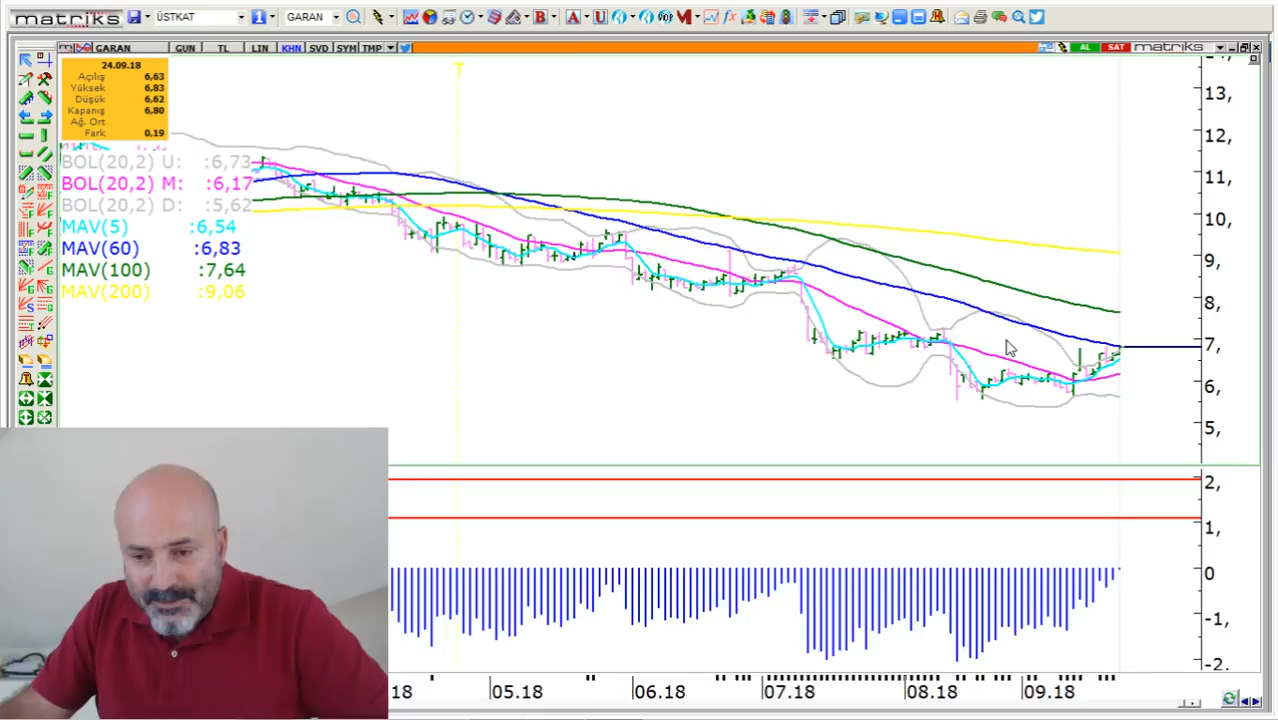 matriks ÜSTKAT GARAN
GARAN GUN TL LIN KHN SVD SYM TMP AL SAT matriks
24.09.18
Açılış 6,63
Yüksek 6,83
Düşük 6,62
Kapanış 6,80
Ağ. Ort
Fark 0,19
BOL(20,2) U: :6,73
BOL(20,2) M: :6,17
BOL(20,2) D: :5,62
MAV(5) :6,54
MAV(60) :6,83
MAV(100) :7,64
MAV(200) :9,06
13,
12,
11,
10,
9,
8,
7,
6,
5,
2,
1,
0
-1,
-2.
18 05.18 06.18 07.18 08.18 09.18